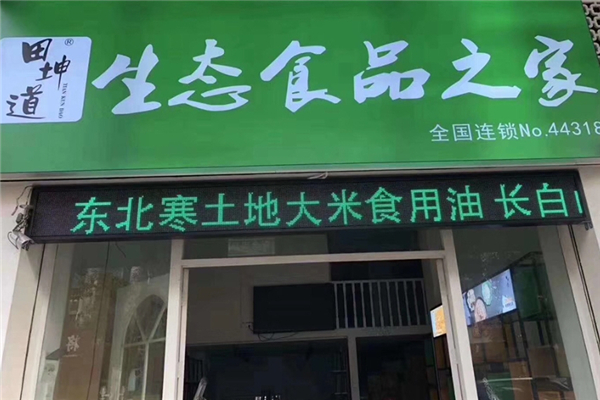 田坤道®
TIAN KUN DAO
生态食品之家
全国连锁No.44318
东北寒土地大米食用油 长白